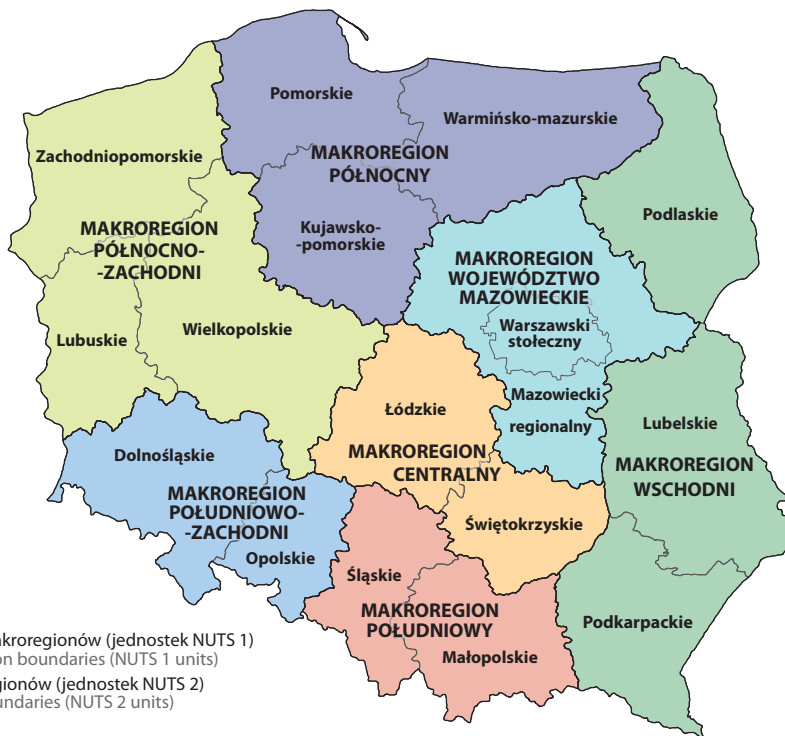 Pomorskie
Warmińsko-mazurskie
Zachodniopomorskie
MAKROREGION
PÓŁNOCNY
Podlaskie
MAKROREGION
PÓŁNOCNO-
-ZACHODNI
Kujawsko-
-pomorskie
MAKROREGION
WOJEWÓDZTWO
MAZOWIECKIE
Warszawski
stołeczny
Lubuskie
Wielkopolskie
Mazowiecki
regionalny
Łódzkie
Lubelskie
MAKROREGION
CENTRALNY
MAKROREGION
WSCHODNI
Dolnośląskie
MAKROREGION
POŁUDNIOWO-
-ZACHODNI
Opolskie
Świętokrzyskie
Śląskie
MAKROREGION
POŁUDNIOWY
Małopolskie
Podkarpackie
kroregionów (jednostek NUTS 1)
on boundaries (NUTS 1 units)
gionów (jednostek NUTS 2)
undaries (NUTS 2 units)